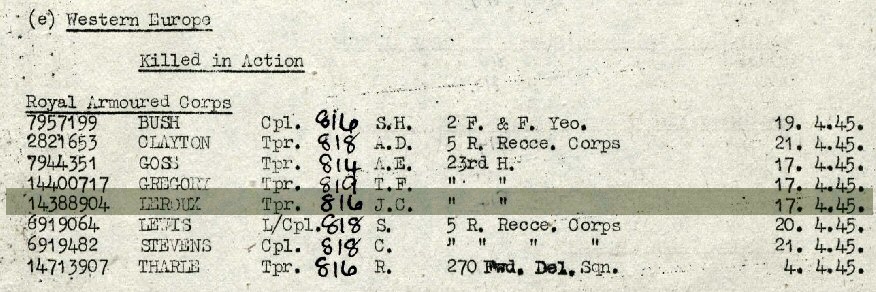 (e) Western Europe
Killed in Action
Royal Armoured Corps
7957199 BUSH Cpl. 816 S.H. 2 F. & F. Yeo. 19. 4.45.
2821653 CLAYTON Tpr. 818 A.D. 5 R. Recce. Corps 21. 4.45.
7944351 GOSS Tpr. 814 A.E. 23rd H. 17. 4.45.
14400717 GREGORY Tpr. 819 T.F. " " 17. 4.45.
14388904 LEROUX Tpr. 816 J.C. " " 17. 4.45.
6919064 LEWIS L/Cpl. 818 S. 5 R. Recce. Corps 20. 4.45.
6919482 STEVENS Cpl. 818 C. " " " " 21. 4.45.
14713907 THARLE Tpr. 816 R. 270 Fwd. Del. Sqn. 4. 4.45.